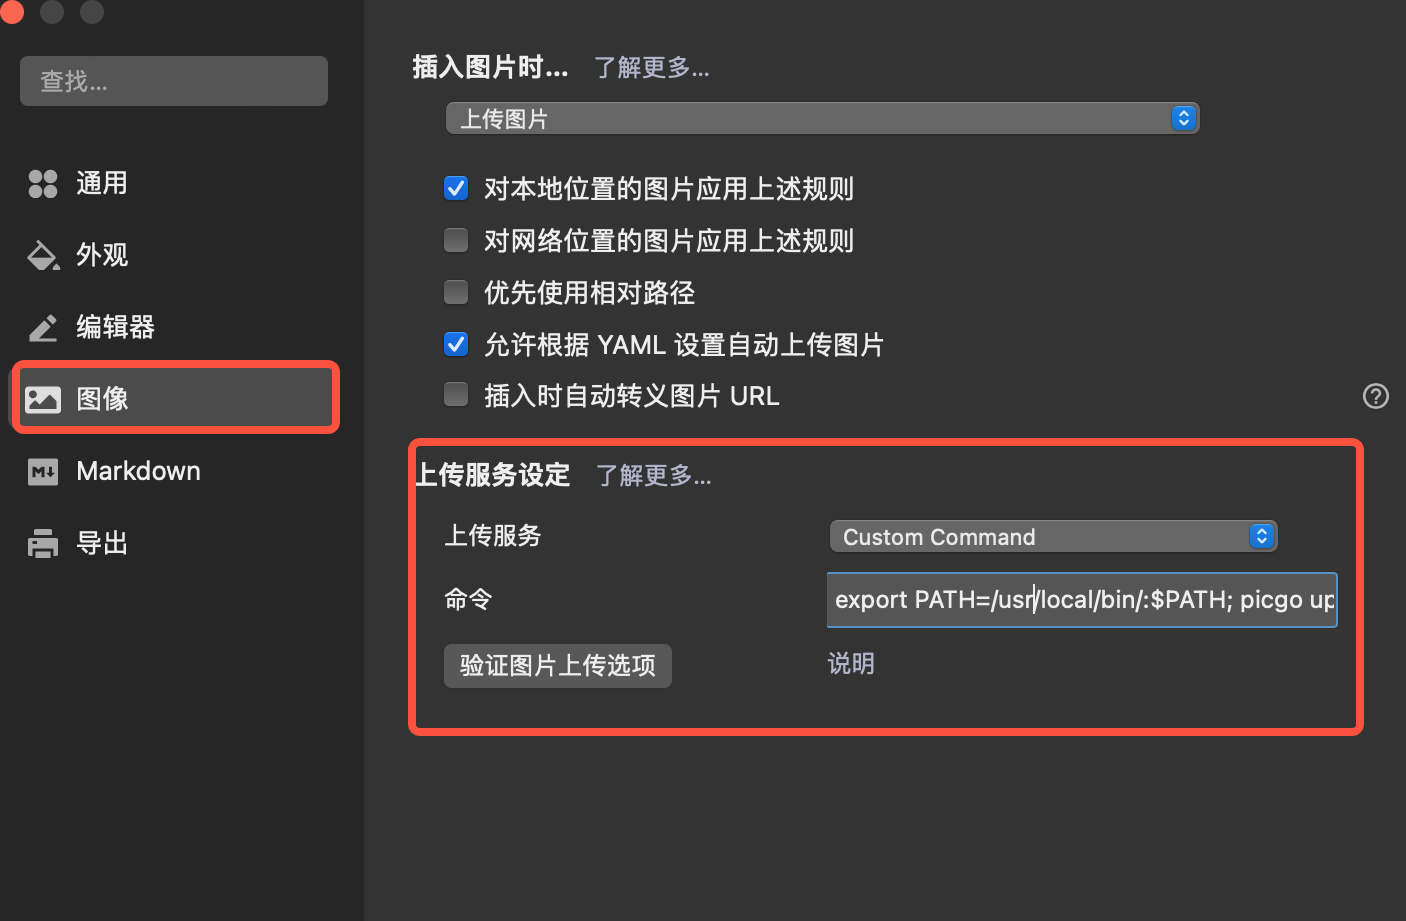 查找...
通用
外观
编辑器
图像
Markdown
导出
插入图片时... 了解更多...
上传图片
对本地位置的图片应用上述规则
对网络位置的图片应用上述规则
优先使用相对路径
允许根据 YAML 设置自动上传图片
插入时自动转义图片 URL
上传服务设定 了解更多...
上传服务 Custom Command
命令 export PATH=/usr/local/bin/:$PATH; picgo up
验证图片上传选项 说明